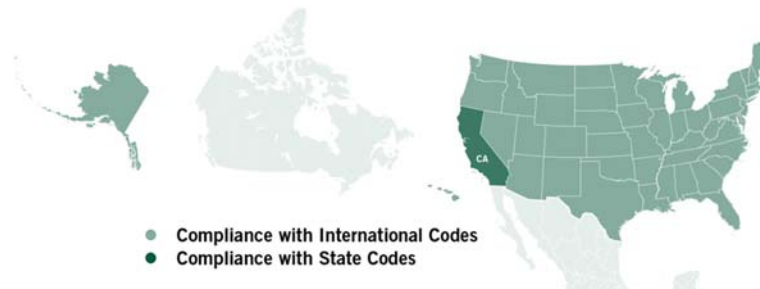 CA
Compliance with International Codes
Compliance with State Codes